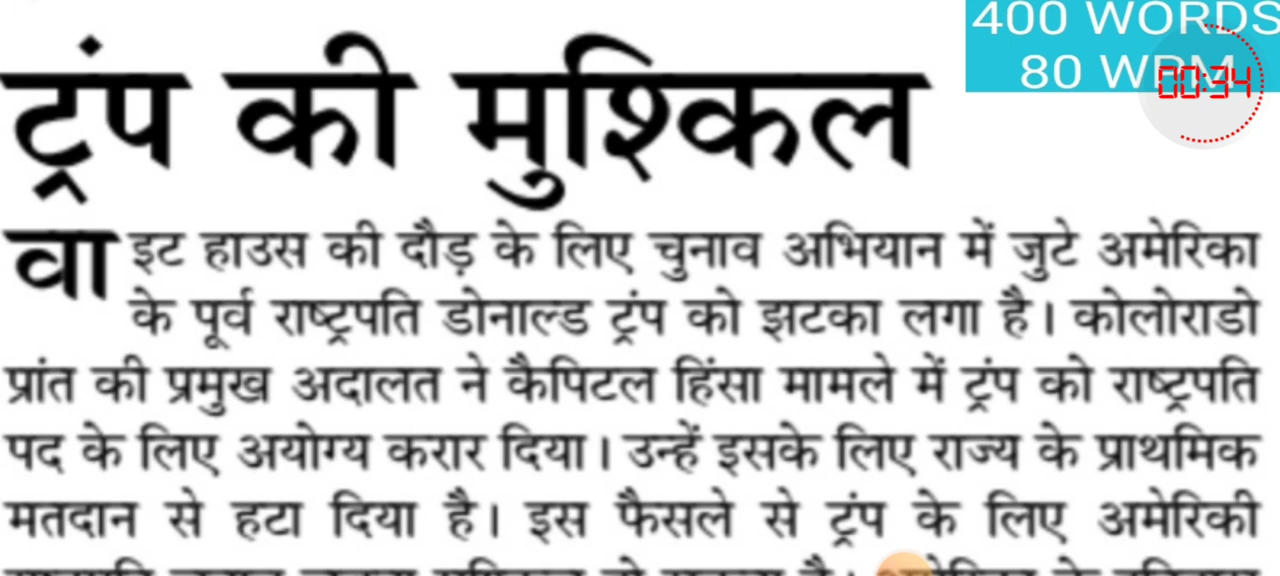 400 WORDS
80 WPM
00:34
ट्रंप की मुश्किल
वाइट हाउस की दौड़ के लिए चुनाव अभियान में जुटे अमेरिका
के पूर्व राष्ट्रपति डोनाल्ड ट्रंप को झटका लगा है। कोलोराडो
प्रांत की प्रमुख अदालत ने कैपिटल हिंसा मामले में ट्रंप को राष्ट्रपति
पद के लिए अयोग्य करार दिया। उन्हें इसके लिए राज्य के प्राथमिक
मतदान से हटा दिया है। इस फैसले से ट्रंप के लिए अमेरिकी